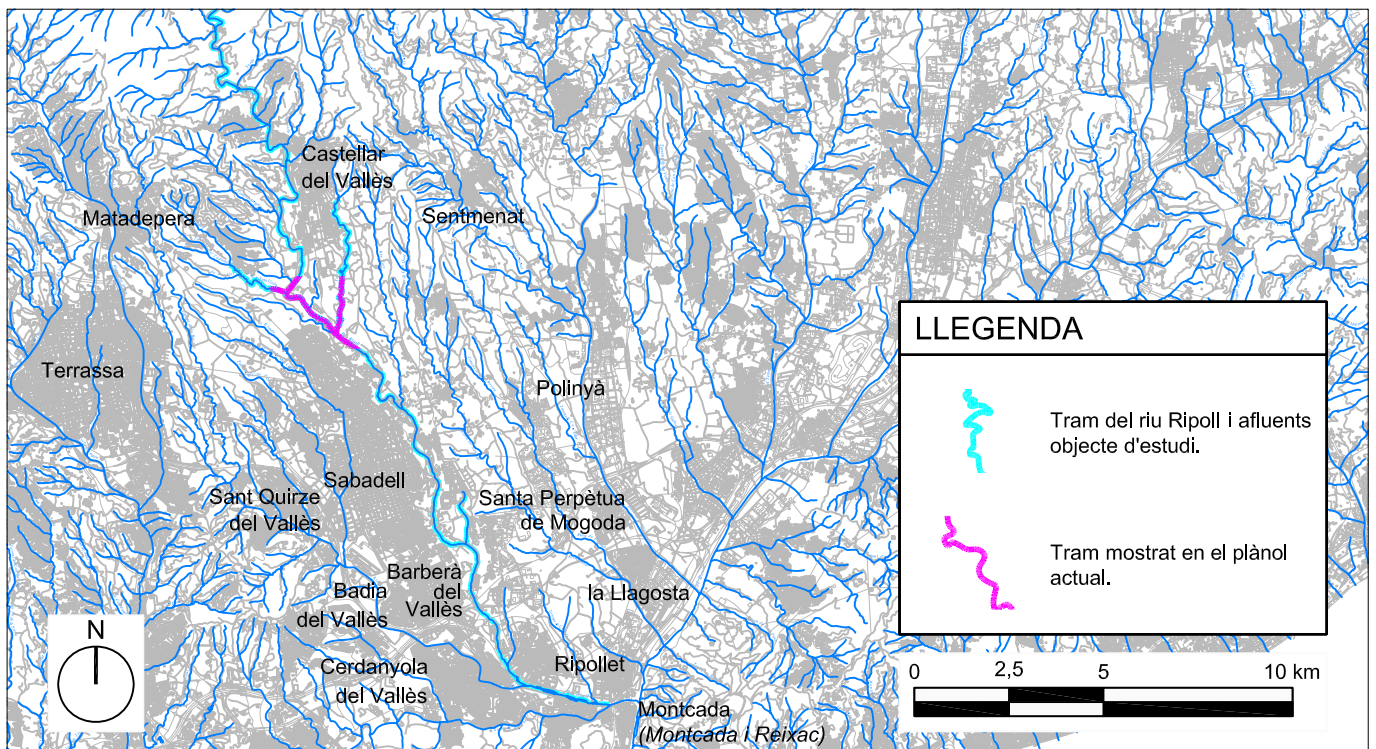 Castellar
del Vallès
Matadepera
Sentmenat
LLEGENDA
Terrassa
Polinyà
Tram del riu Ripoll i afluents
objecte d'estudi.
Sabadell
Sant Quirze
del Vallès
Santa Perpètua
de Mogoda
Tram mostrat en el plànol
actual.
Barberà
del
Vallès
Badia
del Vallès
la Llagosta
N
Cerdanyola
del Vallès
Ripollet
0 2,5 5 10 km
Montcada
(Montcada i Reixac)